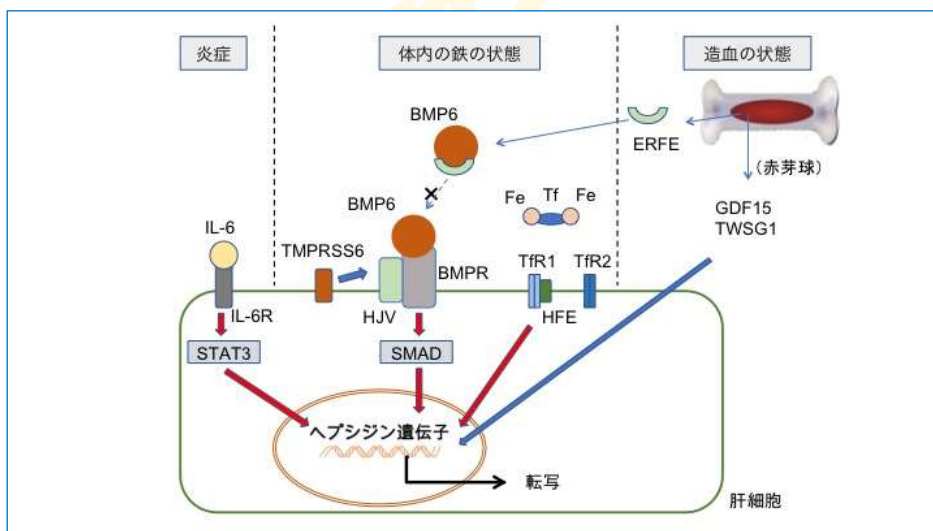 炎症
体内の鉄の状態
造血の状態
BMP6
ERFE
(赤芽球)
Fe Tf Fe
BMP6
GDF15
TWSG1
IL-6
TMPRSS6
TfR1 TfR2
BMPR
IL-6R
HJV
HFE
STAT3
SMAD
ヘプシジン遺伝子
転写
肝細胞